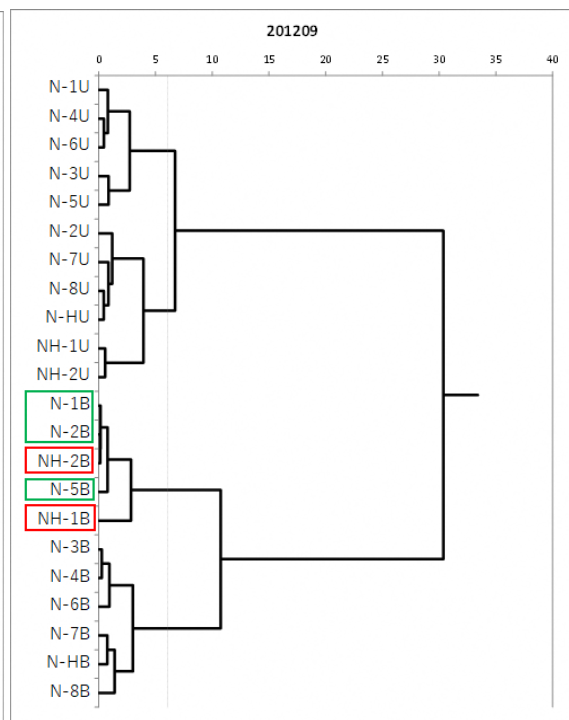 201209
0 5 10 15 20 25 30 35 40
N-1U
N-4U
N-6U
N-3U
N-5U
N-2U
N-7U
N-8U
N-HU
NH-1U
NH-2U
N-1B
N-2B
NH-2B
N-5B
NH-1B
N-3B
N-4B
N-6B
N-7B
N-HB
N-8B